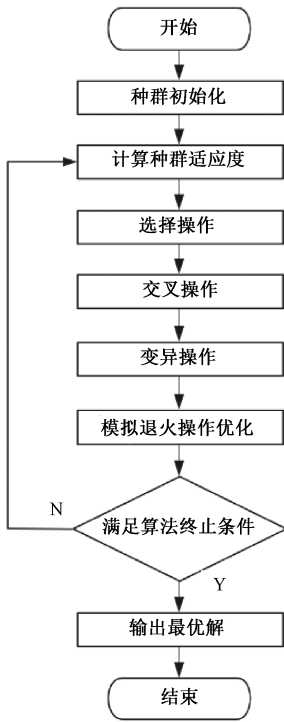 开始
种群初始化
计算种群适应度
选择操作
交叉操作
变异操作
模拟退火操作优化
N
满足算法终止条件
Y
输出最优解
结束